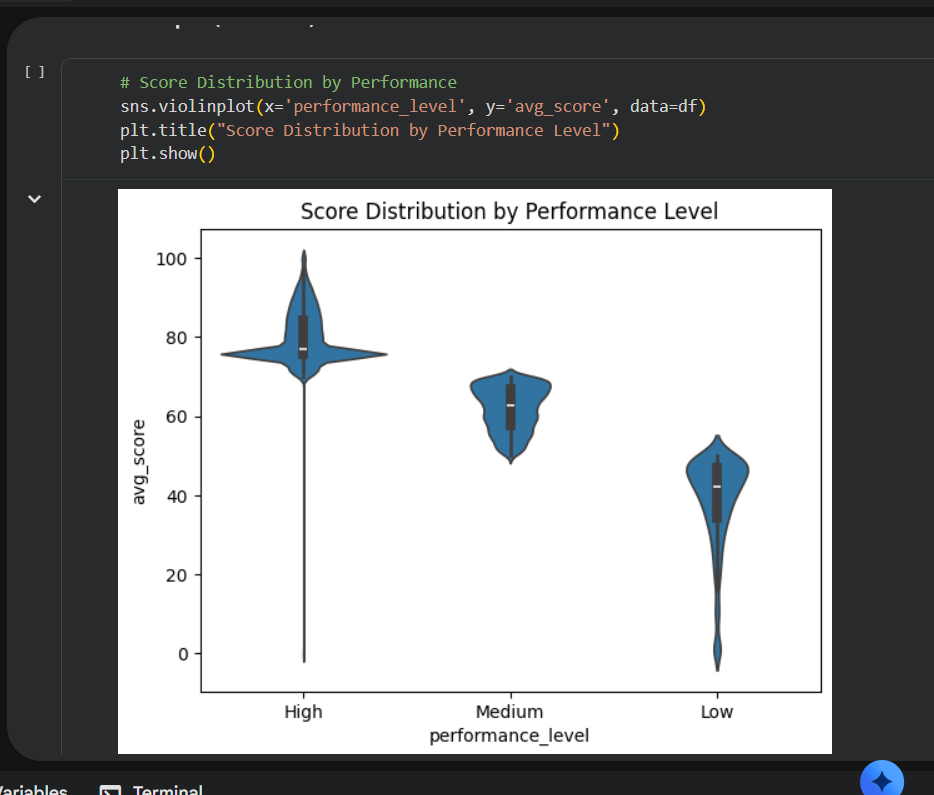 [ ]
# Score Distribution by Performance
sns.violinplot(x='performance_level', y='avg_score', data=df)
plt.title("Score Distribution by Performance Level")
plt.show()
Score Distribution by Performance Level
100
80
60
40
20
0
avg_score
High Medium Low
performance_level
Variables Terminal